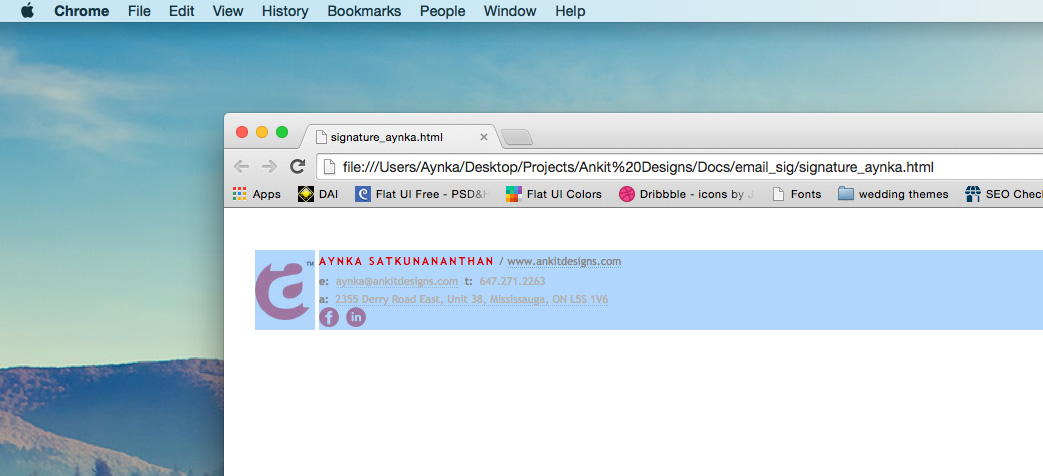 Chrome File Edit View History Bookmarks People Window Help
signature_aynka.html
file:///Users/Aynka/Desktop/Projects/Ankit%20Designs/Docs/email_sig/signature_aynka.html
Apps DAI Flat UI Free - PSD& Flat UI Colors Dribbble - icons by Fonts wedding themes SEO Chec
TM
AYNKA SATKUNANANTHAN / www.ankitdesigns.com
e: aynka@ankitdesigns.com t: 647.271.2263
a: 2355 Derry Road East, Unit 38, Mississauga, ON L5S 1V6
f in